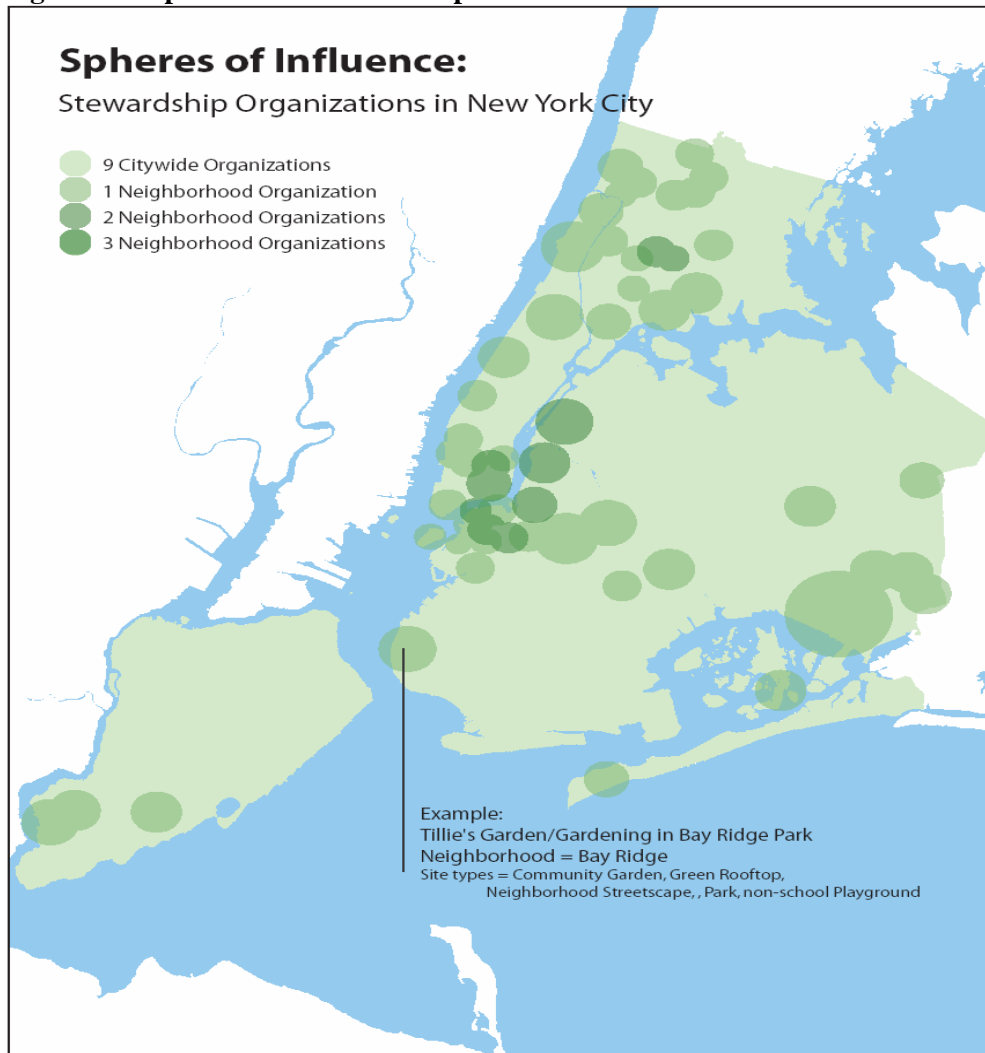 Spheres of Influence:
Stewardship Organizations in New York City
9 Citywide Organizations
1 Neighborhood Organization
2 Neighborhood Organizations
3 Neighborhood Organizations
Example:
Tillie's Garden/Gardening in Bay Ridge Park
Neighborhood = Bay Ridge
Site types = Community Garden, Green Rooftop,
Neighborhood Streetscape, , Park, non-school Playground